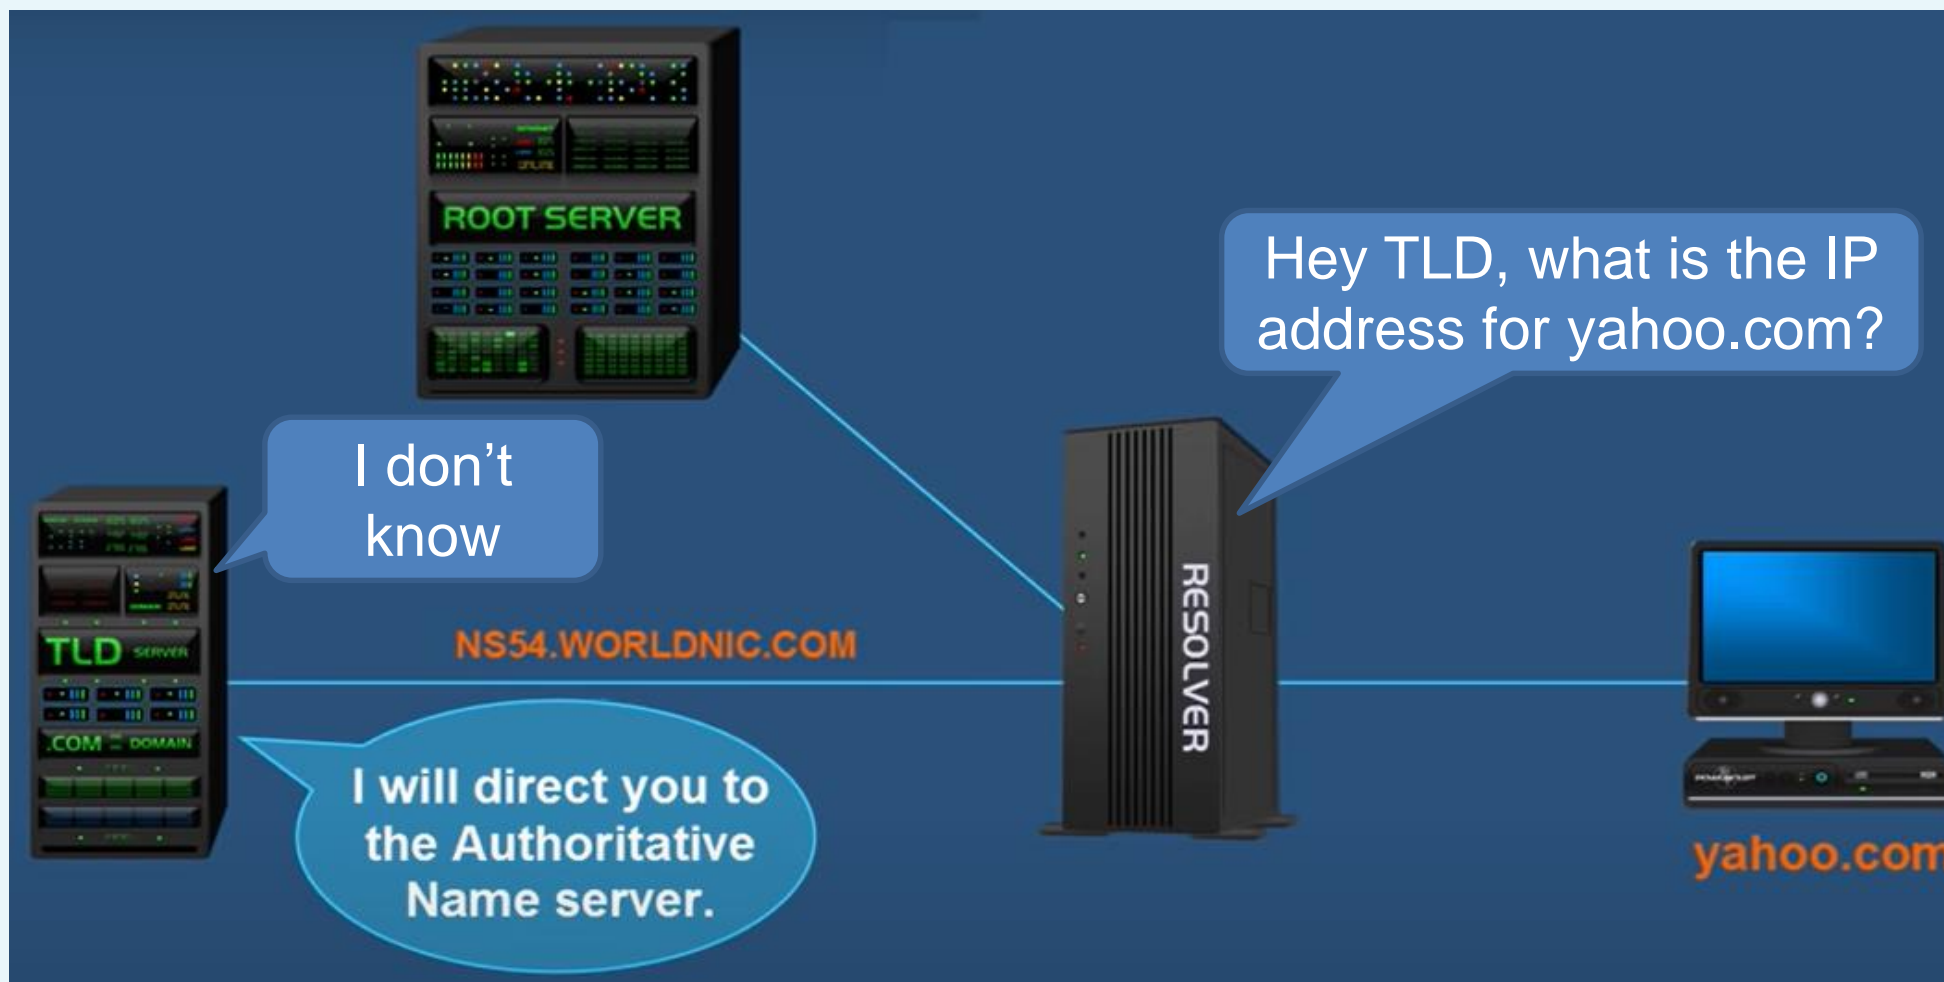 ROOT SERVER
Hey TLD, what is the IP
address for yahoo.com?
I don’t
know
TLD SERVER
.COM DOMAIN
NS54.WORLDNIC.COM
RESOLVER
I will direct you to
the Authoritative
Name server.
yahoo.com